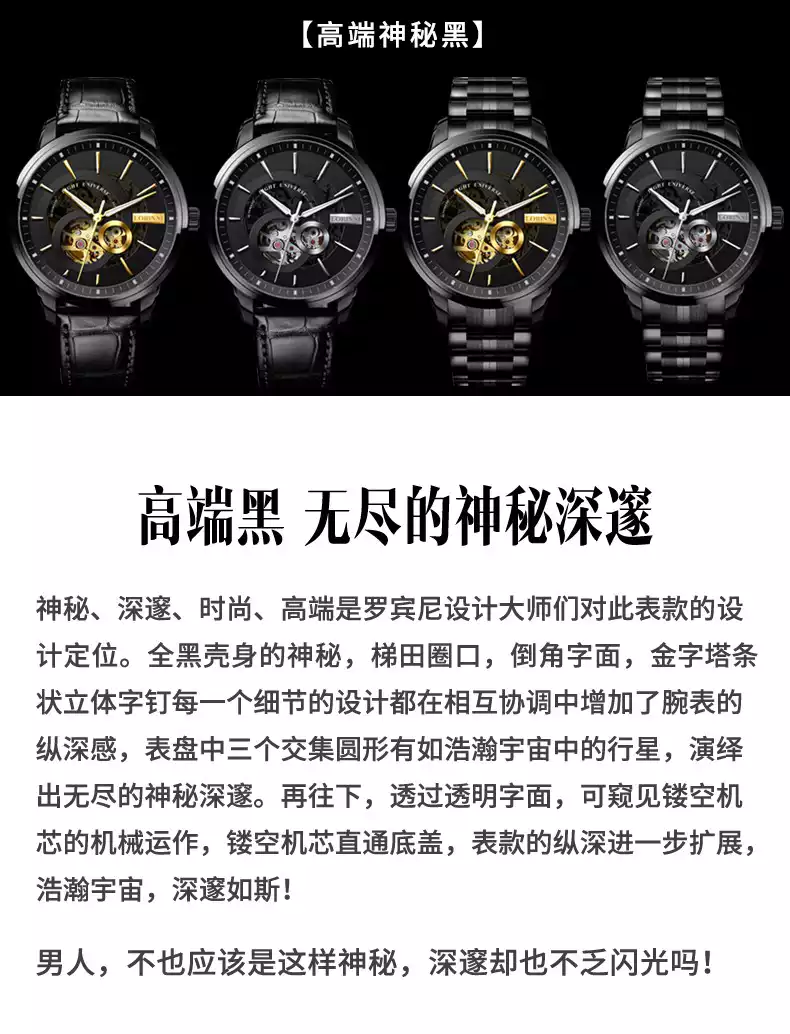 【高端神秘黑】
GHT UNIVERSE
LOBINNI
GHT UNIVERSE
LOBINNI
GHT UNIVERSE
LOBINNI
GHT UNIVERSE
LOBINNI
高端黑 无尽的神秘深邃
神秘、深邃、时尚、高端是罗宾尼设计大师们对此表款的设
计定位。全黑壳身的神秘，梯田圈口，倒角字面，金字塔条
状立体字钉每一个细节的设计都在相互协调中增加了腕表的
纵深感，表盘中三个交集圆形有如浩瀚宇宙中的行星，演绎
出无尽的神秘深邃。再往下，透过透明字面，可窥见镂空机
芯的机械运作，镂空机芯直通底盖，表款的纵深进一步扩展，
浩瀚宇宙，深邃如斯！
男人，不也应该是这样神秘，深邃却也不乏闪光吗！